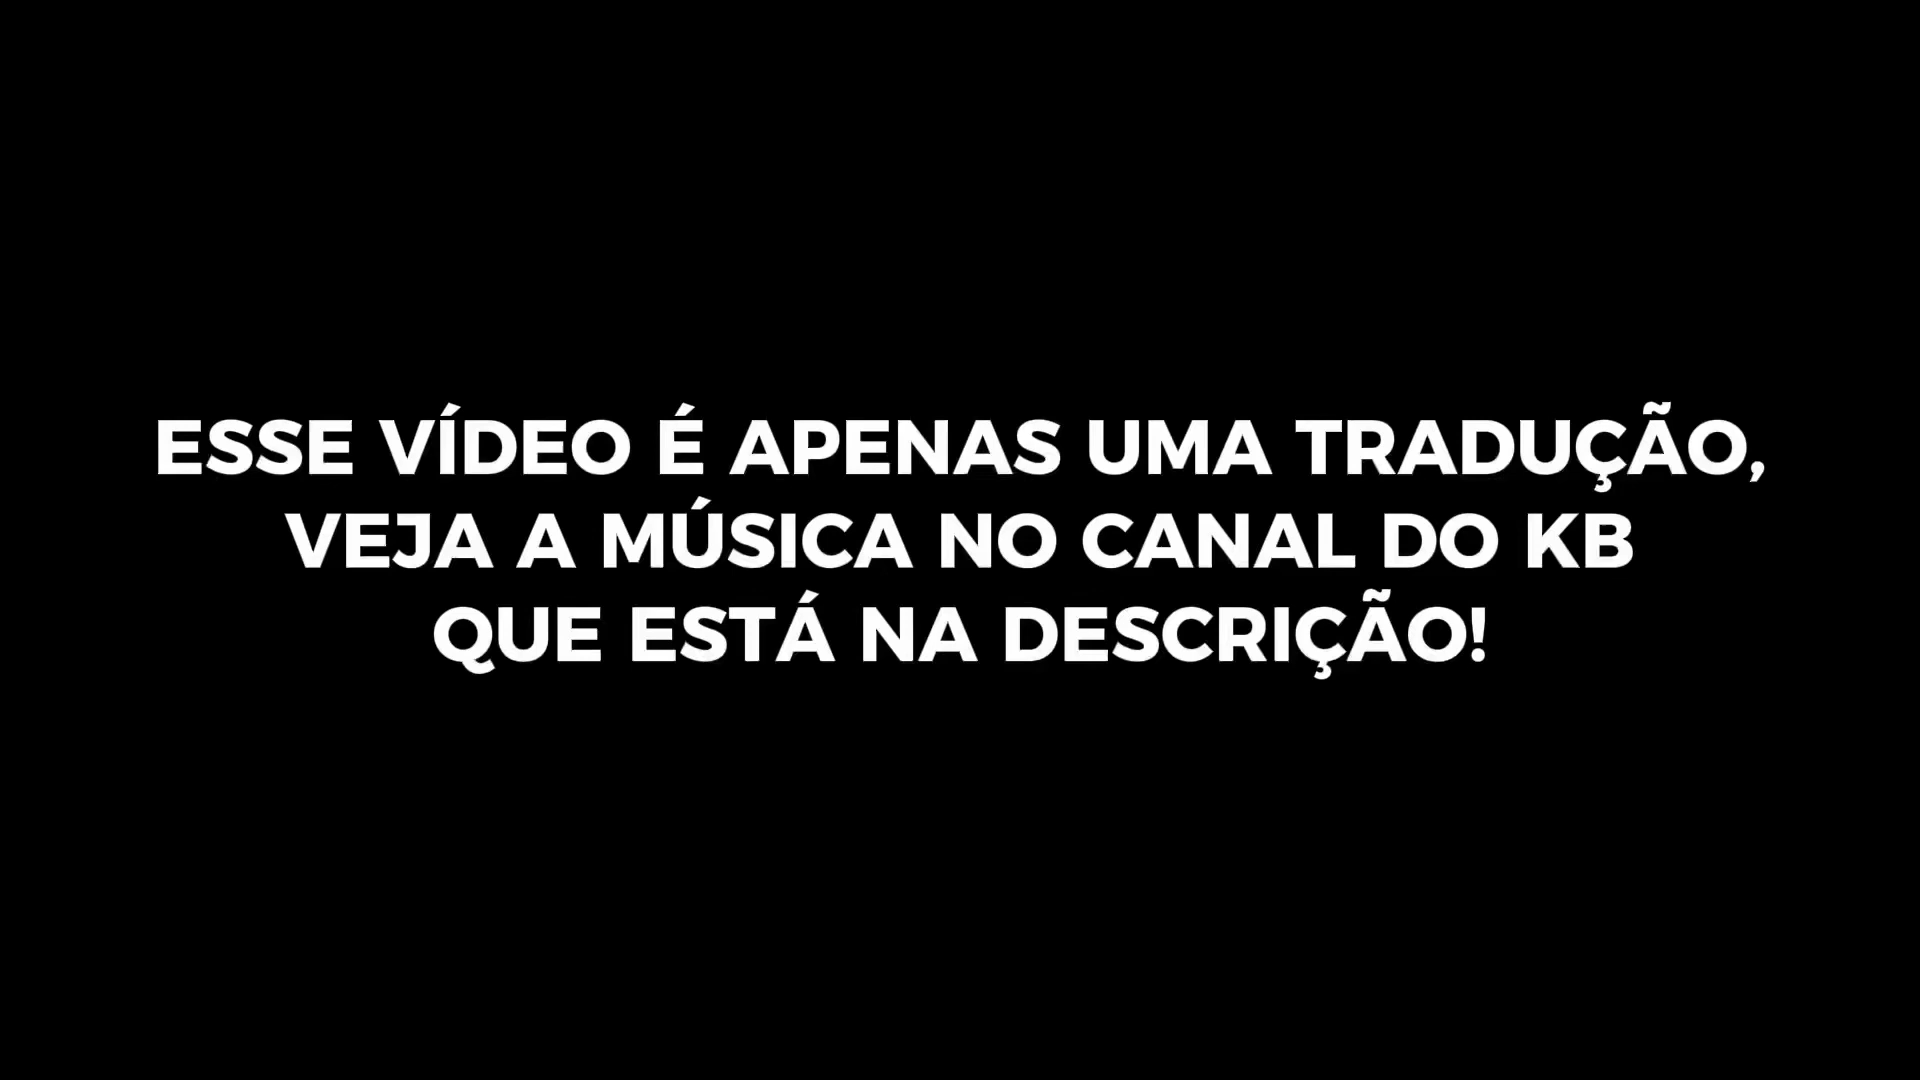 ESSE VÍDEO É APENAS UMA TRADUÇÃO,
VEJA A MÚSICA NO CANAL DO KB
QUE ESTÁ NA DESCRIÇÃO!